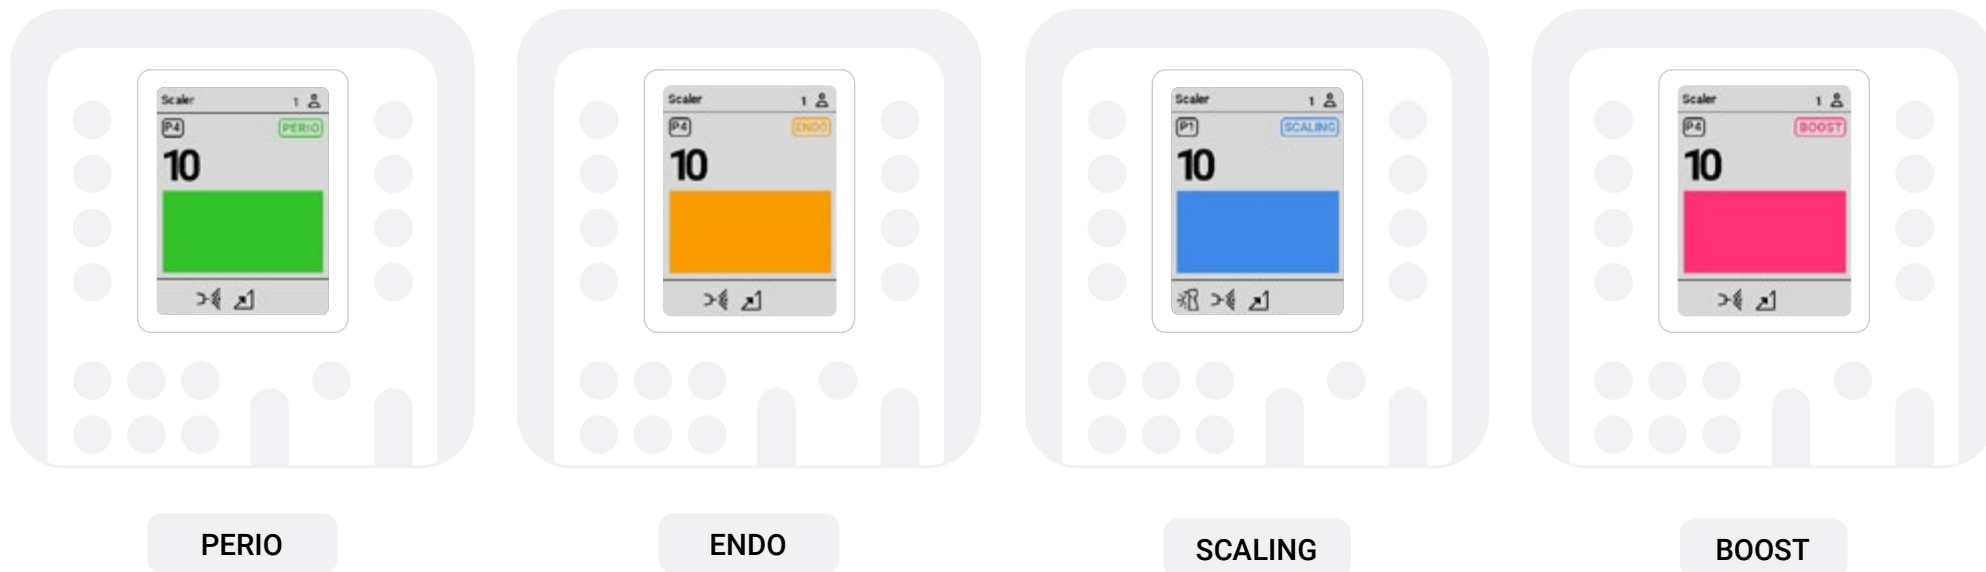 Scaler 1
P4 PERIO
10
PERIO
Scaler 1
P4 ENDO
10
ENDO
Scaler 1
P1 SCALING
10
SCALING
Scaler 1
P4 BOOST
10
BOOST